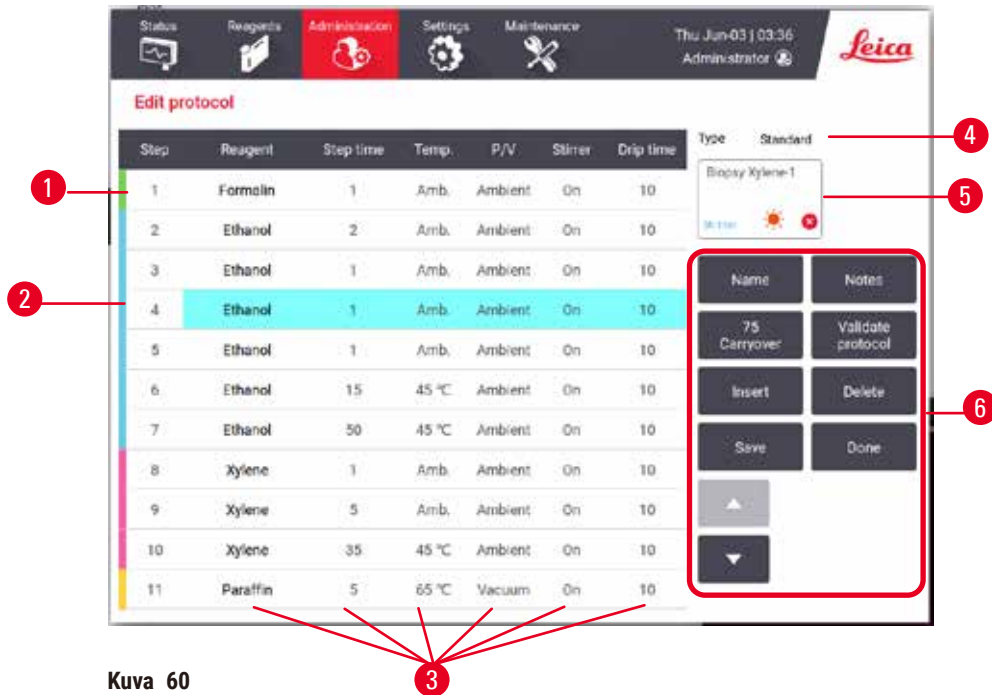 Status Reagents Administration Settings Maintenance
Thu Jun-03 | 03:36
Administrator
Leica
Edit protocol
Step Reagent Step time Temp. P/V Stirrer Drip time
Type Standard
4
1 1 Formalin 1 Amb. Ambient On 10
Biopsy Xylene-1
5
2 Ethanol 2 Amb. Ambient On 10
3 Ethanol 1 Amb. Ambient On 10
Name Notes
2 4 Ethanol 1 Amb. Ambient On 10
75 Carryover
Validate protocol
5 Ethanol 1 Amb. Ambient On 10
6 Ethanol 15 45 °C Ambient On 10
Insert Delete
6
7 Ethanol 50 45 °C Ambient On 10
Save Done
8 Xylene 1 Amb. Ambient On 10
9 Xylene 5 Amb. Ambient On 10
10 Xylene 35 45 °C Ambient On 10
11 Paraffin 5 65 °C Vacuum On 10
3
Kuva 60